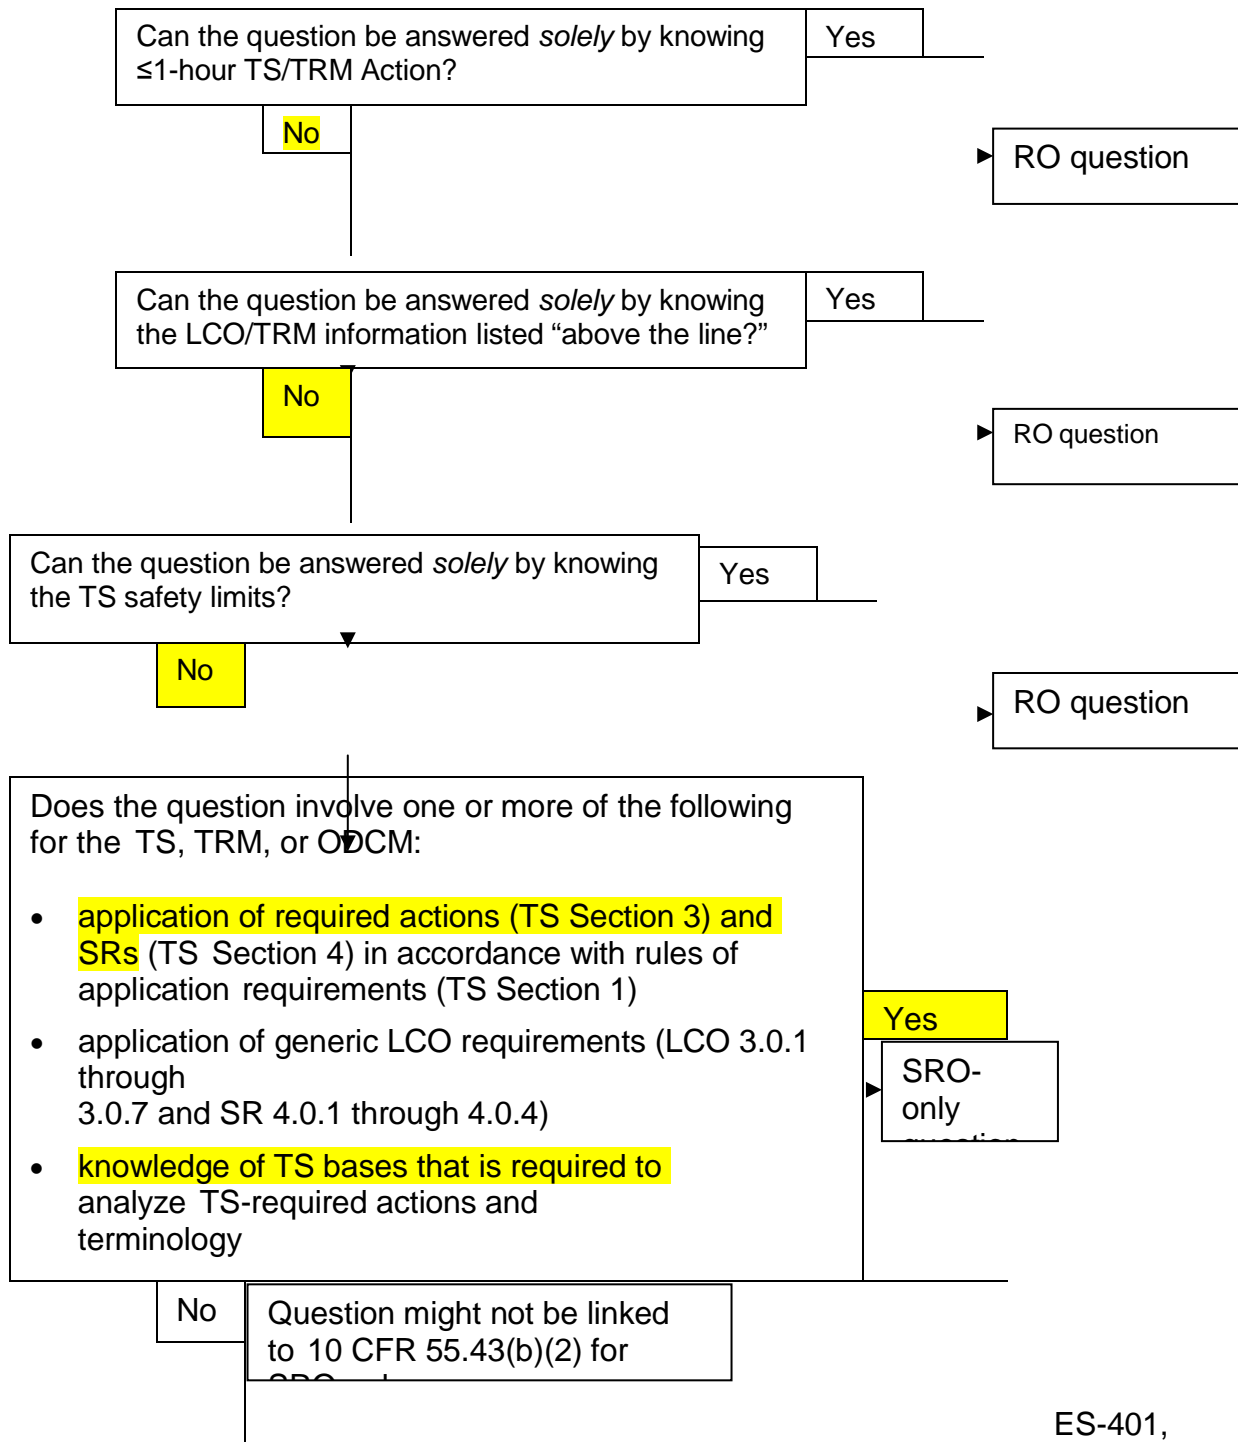 Can the question be answered solely by knowing
≤1-hour TS/TRM Action?
Yes
No
RO question
Can the question be answered solely by knowing
the LCO/TRM information listed “above the line?”
Yes
No
RO question
Can the question be answered solely by knowing
the TS safety limits?
Yes
No
RO question
Does the question involve one or more of the following
for the TS, TRM, or ODCM:
• application of required actions (TS Section 3) and
SRs (TS Section 4) in accordance with rules of
application requirements (TS Section 1)
• application of generic LCO requirements (LCO 3.0.1
through
3.0.7 and SR 4.0.1 through 4.0.4)
• knowledge of TS bases that is required to
analyze TS-required actions and
terminology
Yes
SRO-
only
question
No
Question might not be linked
to 10 CFR 55.43(b)(2) for
ES-401,